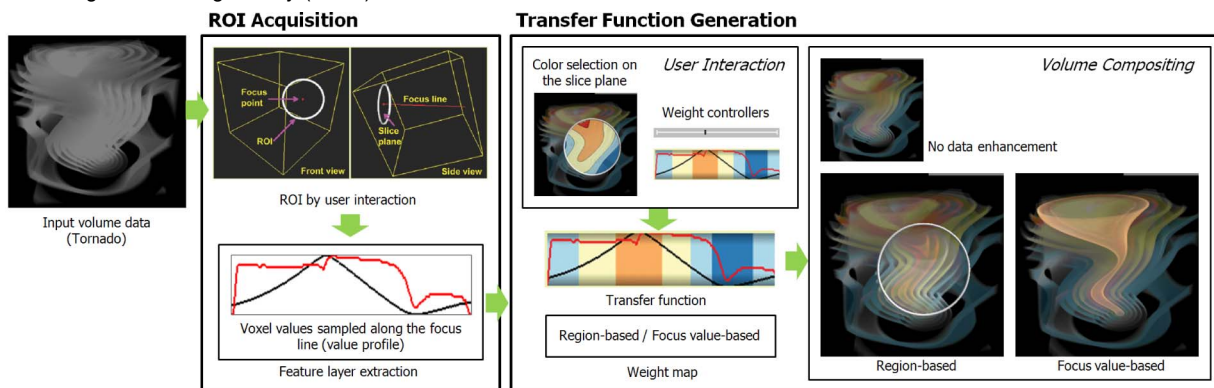 ROI Acquisition
Transfer Function Generation
Input volume data
(Tornado)
Focus
point
ROI
Front view
Focus line
Slice
plane
Side view
ROI by user interaction
Voxel values sampled along the focus
line (value profile)
Feature layer extraction
Color selection on
the slice plane
User Interaction
Weight controllers
Transfer function
Region-based / Focus value-based
Weight map
Volume Compositing
No data enhancement
Region-based
Focus value-based